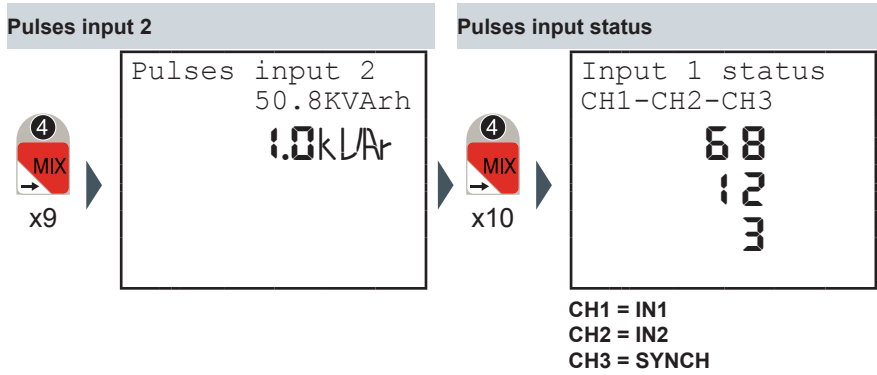 Pulses input 2
4
MIX
x9
Pulses input 2
50.8KVArh
1.0kVAr
Pulses input status
4
MIX
x10
Input 1 status
CH1-CH2-CH3
68
12
3
CH1 = IN1
CH2 = IN2
CH3 = SYNCH